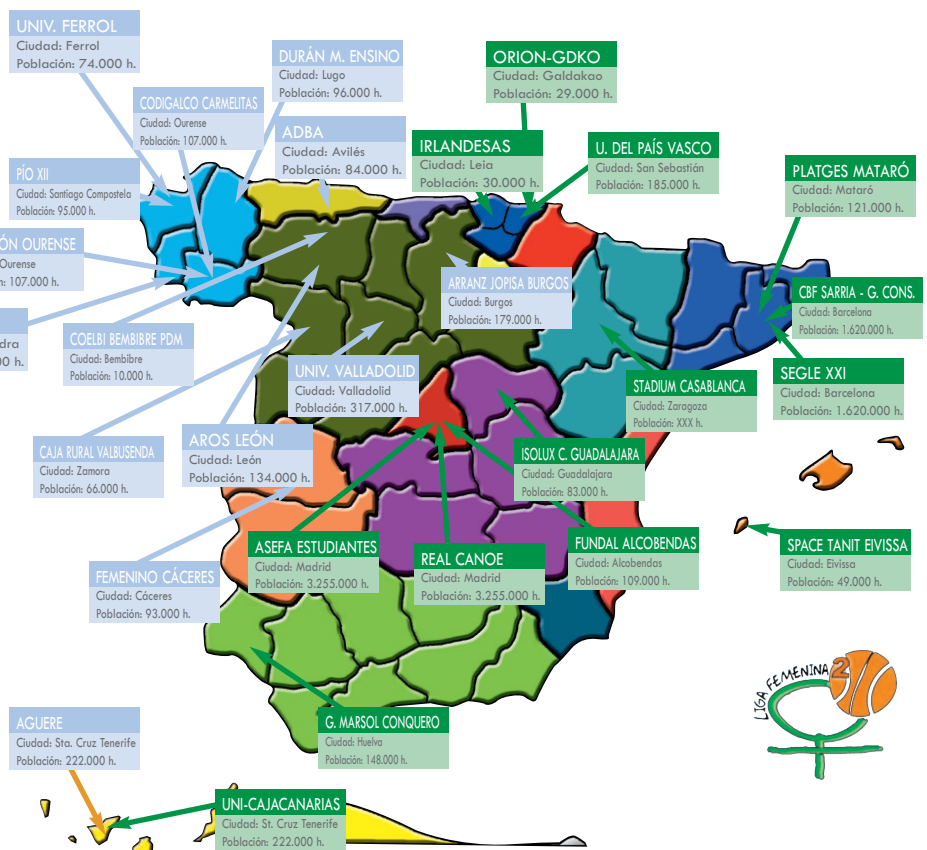 UNIV. FERROL
Ciudad: Ferrol
Población: 74.000 h.
DURÁN M. ENSINO
Ciudad: Lugo
Población: 96.000 h.
ORION-GDKO
Ciudad: Galdakao
Población: 29.000 h.
CODIGALCO CARMELITAS
Ciudad: Ourense
Población: 107.000 h.
ADBA
Ciudad: Avilés
Población: 84.000 h.
IRLANDESAS
Ciudad: Leia
Población: 30.000 h.
U. DEL PAÍS VASCO
Ciudad: San Sebastián
Población: 185.000 h.
PLATGES MATARÓ
Ciudad: Mataró
Población: 121.000 h.
PÍO XII
Ciudad: Santiago Compostela
Población: 95.000 h.
ÓN OURENSE
Ourense
n: 107.000 h.
dra
00 h.
COELBI BEMBIBRE PDM
Ciudad: Bembibre
Población: 10.000 h.
ARRANZ JOPISA BURGOS
Ciudad: Burgos
Población: 179.000 h.
CBF SARRIA - G. CONS.
Ciudad: Barcelona
Población: 1.620.000 h.
UNIV. VALLADOLID
Ciudad: Valladolid
Población: 317.000 h.
STADIUM CASABLANCA
Ciudad: Zaragoza
Población: XXX h.
SEGLE XXI
Ciudad: Barcelona
Población: 1.620.000 h.
CAJA RURAL VALBUSENDA
Ciudad: Zamora
Población: 66.000 h.
AROS LEÓN
Ciudad: León
Población: 134.000 h.
ISOLUX C. GUADALAJARA
Ciudad: Guadalajara
Población: 83.000 h.
ASEFA ESTUDIANTES
Ciudad: Madrid
Población: 3.255.000 h.
REAL CANOE
Ciudad: Madrid
Población: 3.255.000 h.
FUNDAL ALCOBENDAS
Ciudad: Alcobendas
Población: 109.000 h.
SPACE TANIT EIVISSA
Ciudad: Eivissa
Población: 49.000 h.
FEMENINO CÁCERES
Ciudad: Cáceres
Población: 93.000 h.
LIGA FEMENINA 2
G. MARSOL CONQUERO
Ciudad: Huelva
Población: 148.000 h.
AGUERE
Ciudad: Sta. Cruz Tenerife
Población: 222.000 h.
UNI-CAJACANARIAS
Ciudad: St. Cruz Tenerife
Población: 222.000 h.